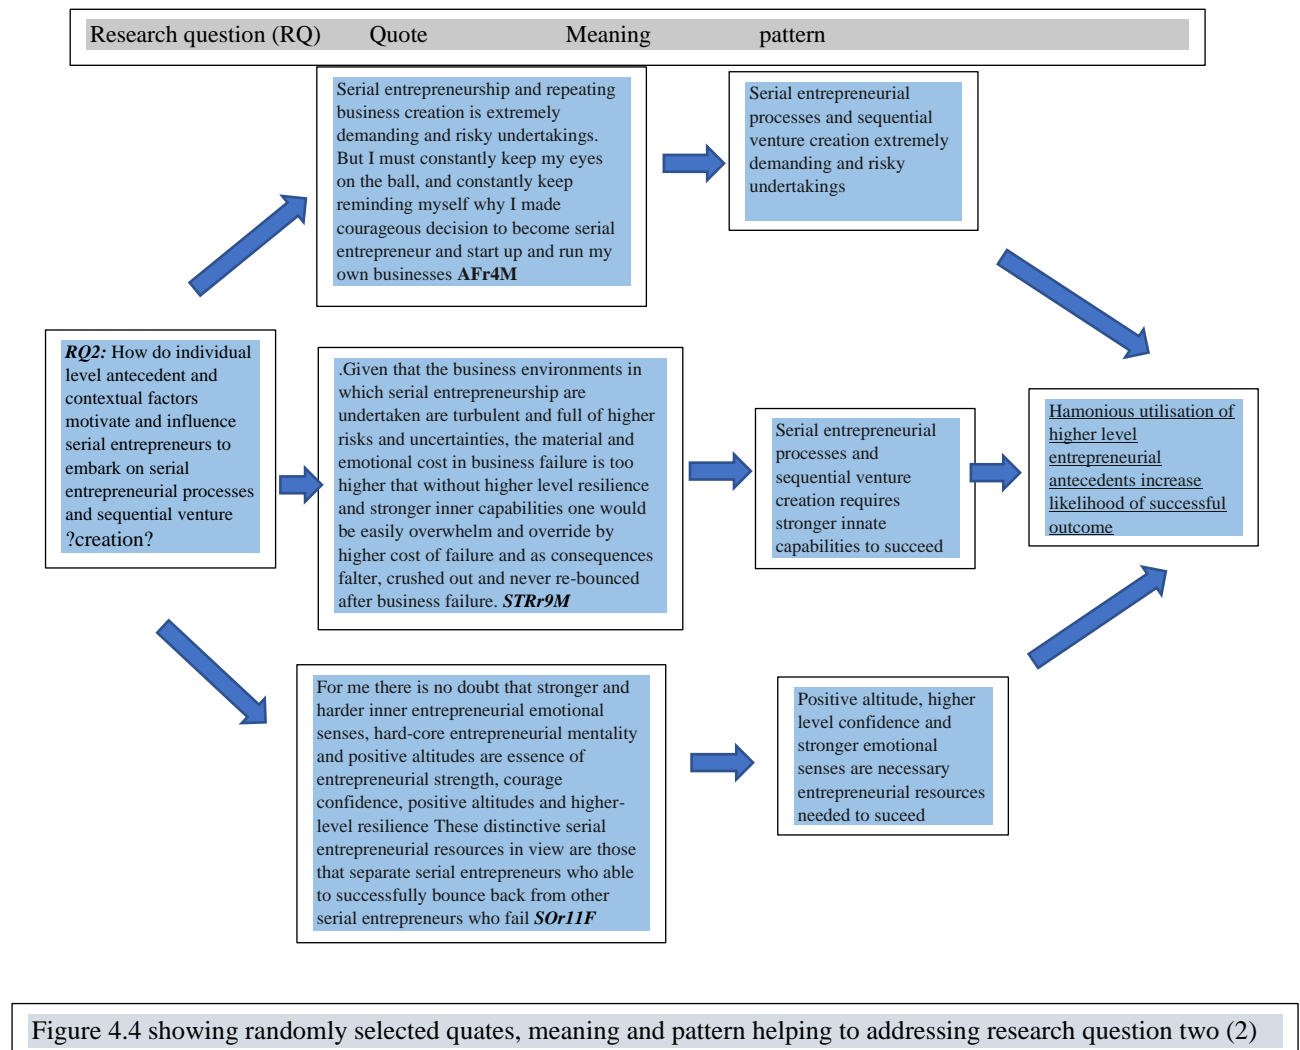 Research question (RQ) Quote Meaning pattern
Serial entrepreneurship and repeating
business creation is extremely
demanding and risky undertakings.
But I must constantly keep my eyes
on the ball, and constantly keep
reminding myself why I made
courageous decision to become serial
entrepreneur and start up and run my
own businesses AFr4M
Serial entrepreneurial
processes and sequential
venture creation extremely
demanding and risky
undertakings
RQ2: How do individual
level antecedent and
contextual factors
motivate and influence
serial entrepreneurs to
embark on serial
entrepreneurial processes
and sequential venture
?creation?
.Given that the business environments in
which serial entrepreneurship are
undertaken are turbulent and full of higher
risks and uncertainties, the material and
emotional cost in business failure is too
higher that without higher level resilience
and stronger inner capabilities one would
be easily overwhelm and override by
higher cost of failure and as consequences
falter, crushed out and never re-bounced
after business failure. STRr9M
Serial entrepreneurial
processes and
sequential venture
creation requires
stronger innate
capabilities to succeed
Hamonious utilisation of
higher level
entrepreneurial
antecedents increase
likelihood of successful
outcome
For me there is no doubt that stronger and
harder inner entrepreneurial emotional
senses, hard-core entrepreneurial mentality
and positive altitudes are essence of
entrepreneurial strength, courage
confidence, positive altitudes and higher-
level resilience These distinctive serial
entrepreneurial resources in view are those
that separate serial entrepreneurs who able
to successfully bounce back from other
serial entrepreneurs who fail SOr11F
Positive altitude, higher
level confidence and
stronger emotional
senses are necessary
entrepreneurial resources
needed to suceed
Figure 4.4 showing randomly selected quates, meaning and pattern helping to addressing research question two (2)